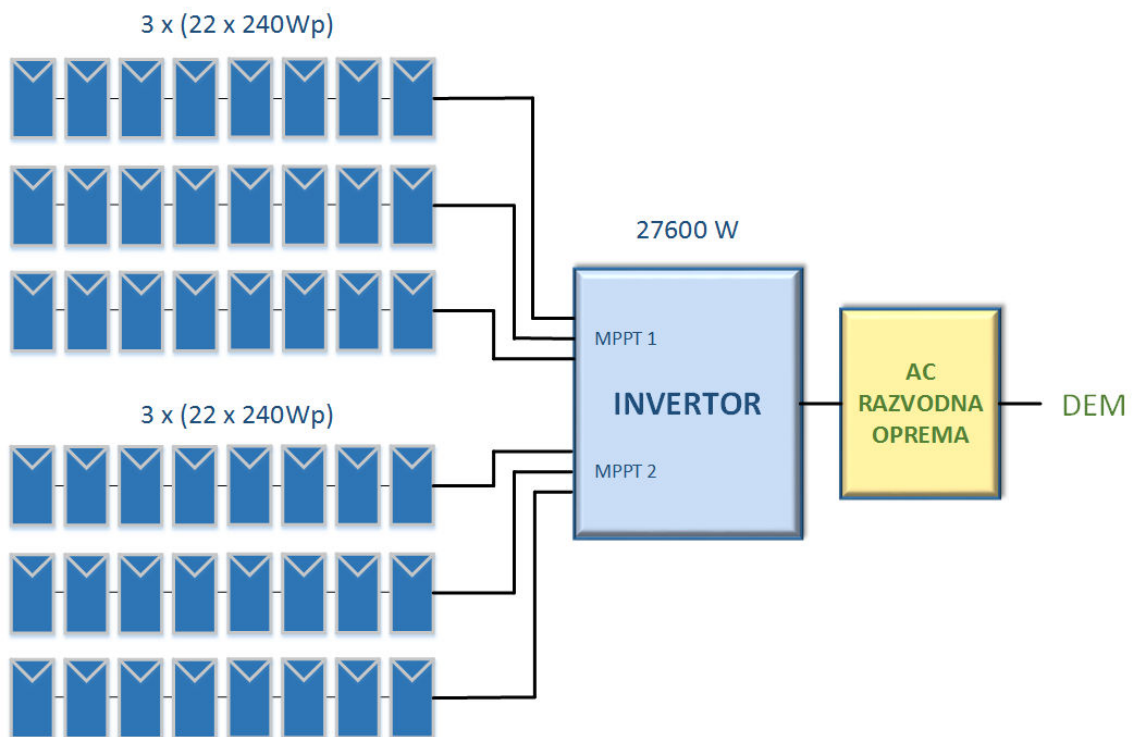 3 x (22 x 240Wp)
27600 W
MPPT 1
INVERTOR
AC
RAZVODNA
OPREMA
DEM
3 x (22 x 240Wp)
MPPT 2